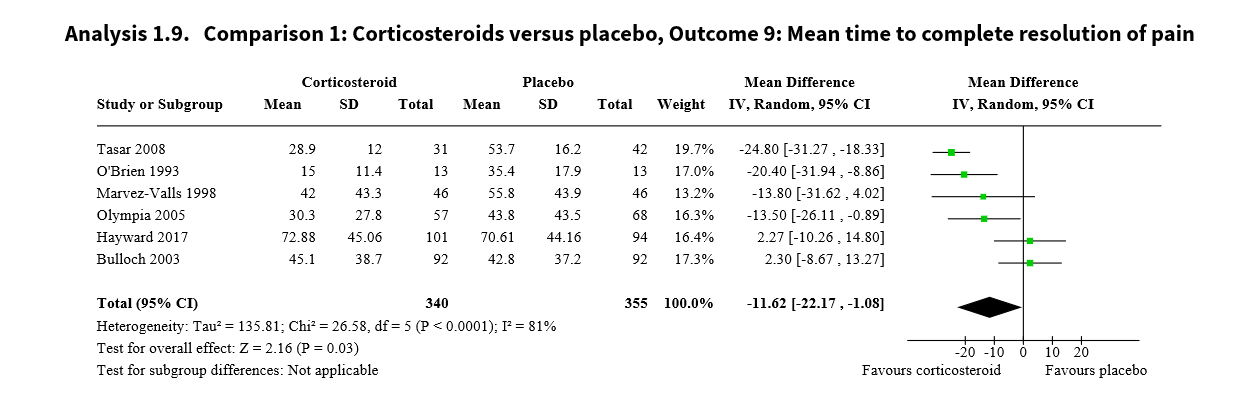 Analysis 1.9. Comparison 1: Corticosteroids versus placebo, Outcome 9: Mean time to complete resolution of pain
Corticosteroid Placebo Mean Difference Mean Difference
Study or Subgroup Mean SD Total Mean SD Total Weight IV, Random, 95% CI IV, Random, 95% CI
Tasar 2008 28.9 12 31 53.7 16.2 42 19.7% -24.80 [-31.27 , -18.33]
O'Brien 1993 15 11.4 13 35.4 17.9 13 17.0% -20.40 [-31.94 , -8.86]
Marvez-Valls 1998 42 43.3 46 55.8 43.9 46 13.2% -13.80 [-31.62 , 4.02]
Olympia 2005 30.3 27.8 57 43.8 43.5 68 16.3% -13.50 [-26.11 , -0.89]
Hayward 2017 72.88 45.06 101 70.61 44.16 94 16.4% 2.27 [-10.26 , 14.80]
Bulloch 2003 45.1 38.7 92 42.8 37.2 92 17.3% 2.30 [-8.67 , 13.27]
Total (95% CI) 340 355 100.0% -11.62 [-22.17 , -1.08]
Heterogeneity: Tau² = 135.81; Chi² = 26.58, df = 5 (P < 0.0001); I² = 81%
Test for overall effect: Z = 2.16 (P = 0.03)
-20 -10 0 10 20
Test for subgroup differences: Not applicable
Favours corticosteroid Favours placebo